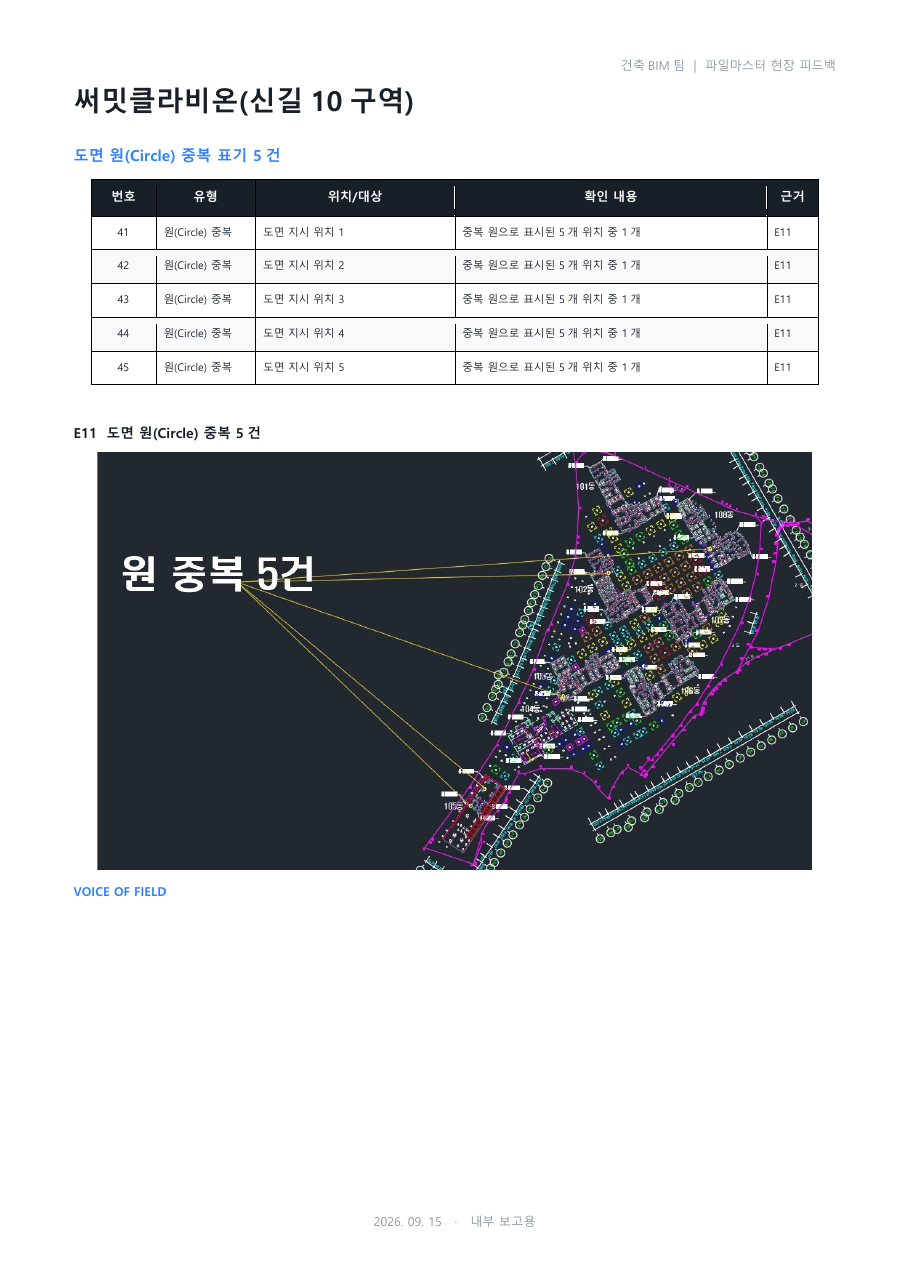 건축 BIM 팀 | 파일마스터 현장 피드백
써밋클라비온(신길 10 구역)
도면 원(Circle) 중복 표기 5 건
번호 유형 위치/대상 확인 내용 근거
41 원(Circle) 중복 도면 지시 위치 1 중복 원으로 표시된 5 개 위치 중 1 개 E11
42 원(Circle) 중복 도면 지시 위치 2 중복 원으로 표시된 5 개 위치 중 1 개 E11
43 원(Circle) 중복 도면 지시 위치 3 중복 원으로 표시된 5 개 위치 중 1 개 E11
44 원(Circle) 중복 도면 지시 위치 4 중복 원으로 표시된 5 개 위치 중 1 개 E11
45 원(Circle) 중복 도면 지시 위치 5 중복 원으로 표시된 5 개 위치 중 1 개 E11
E11 도면 원(Circle) 중복 5 건
원 중복 5건
101동
108동
102동
107동
106동
104동
105동
VOICE OF FIELD
2026. 09. 15 · 내부 보고용